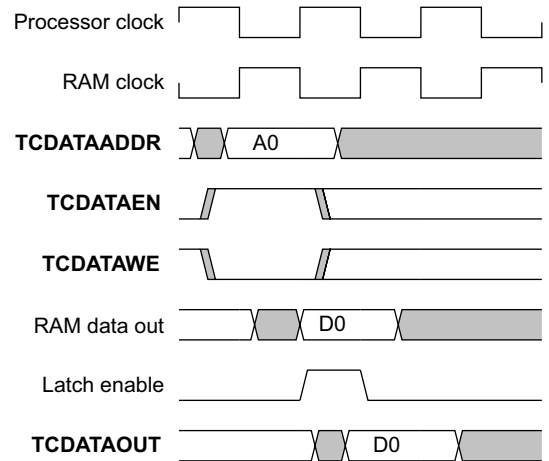 Processor clock
RAM clock
TCDATAADDR A0
TCDATAEN
TCDATAWE
RAM data out D0
Latch enable
TCDATAOUT D0